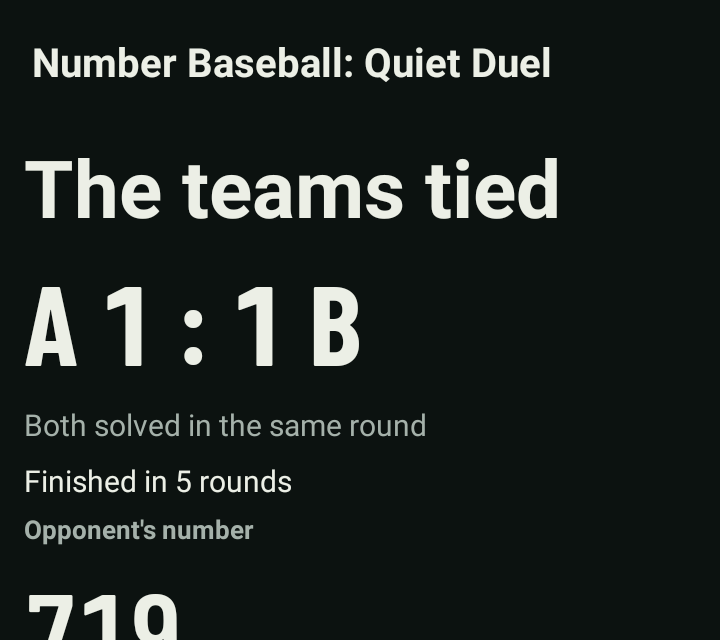 Number Baseball: Quiet Duel
The teams tied
A 1 : 1 B
Both solved in the same round
Finished in 5 rounds
Opponent's number
719